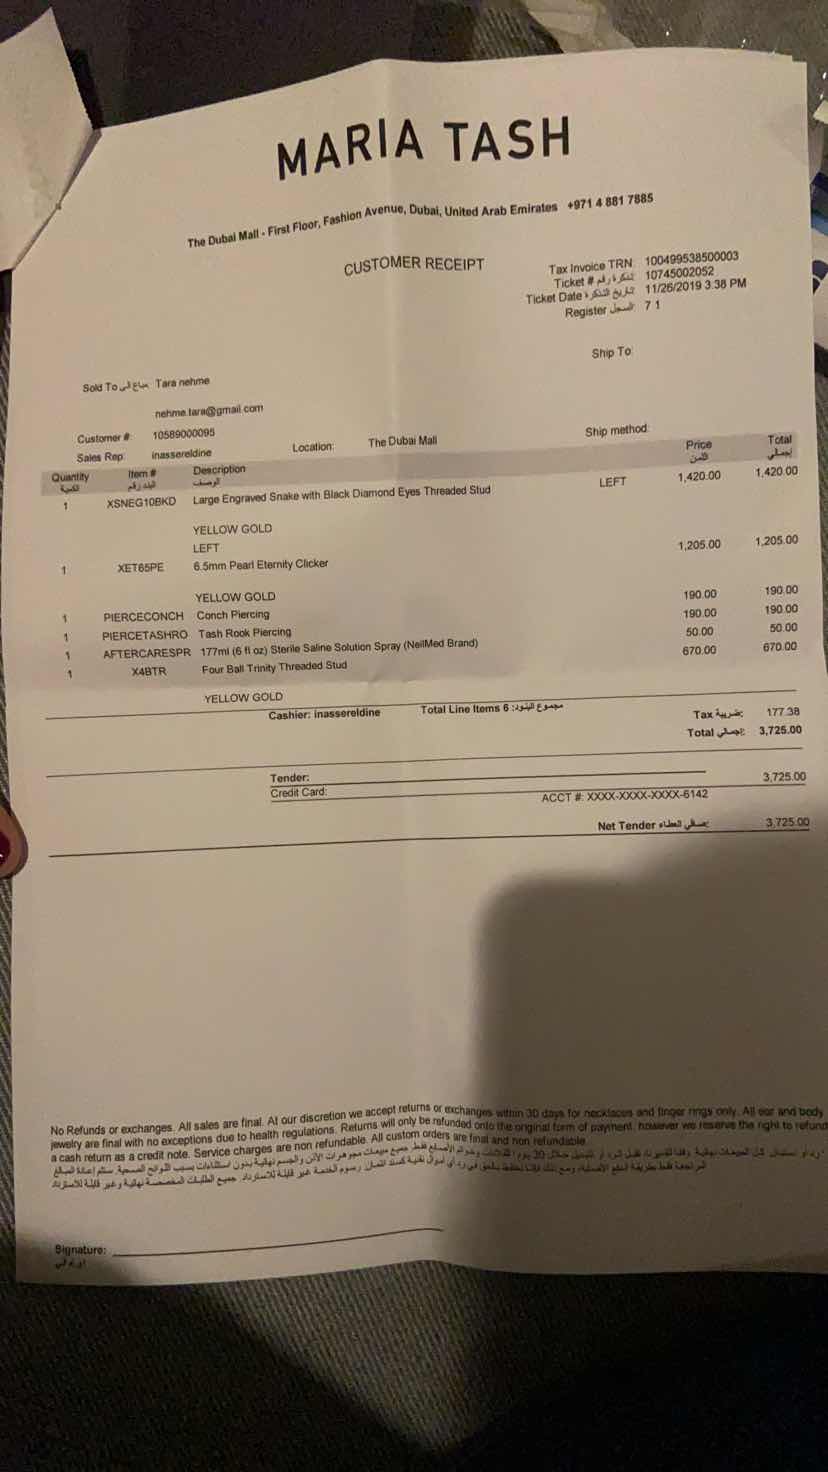 MARIA TASH
The Dubai Mall - First Floor, Fashion Avenue, Dubai, United Arab Emirates +971 4 881 7885
CUSTOMER RECEIPT
Tax Invoice TRN: 100499538500003
Ticket # تذكرة رقم: 10745002052
Ticket Date تاريخ التذكرة: 11/26/2019 3:38 PM
Register السجل: 7 1
Ship To:
Sold To مباع إلى Tara nehme
nehme.tara@gmail.com
Customer #: 10589000095
Sales Rep: inassereldine Location: The Dubai Mall Ship method:
Quantity Item # Description Price Total
الكمية البند رقم الوصف الثمن إجمالي
1 XSNEG10BKD Large Engraved Snake with Black Diamond Eyes Threaded Stud LEFT 1,420.00 1,420.00
YELLOW GOLD
LEFT
1 XET65PE 6.5mm Pearl Eternity Clicker 1,205.00 1,205.00
YELLOW GOLD
1 PIERCECONCH Conch Piercing 190.00 190.00
1 PIERCETASHRO Tash Rook Piercing 190.00 190.00
1 AFTERCARESPR 177ml (6 fl oz) Sterile Saline Solution Spray (NeilMed Brand) 50.00 50.00
1 X4BTR Four Ball Trinity Threaded Stud 670.00 670.00
YELLOW GOLD
Cashier: inassereldine Total Line Items 6 :مجموع البنود
Tax ضريبة: 177.38
Total إجمالي: 3,725.00
Tender: 3,725.00
Credit Card: ACCT #: XXXX-XXXX-XXXX-6142
Net Tender صافي العطاء: 3,725.00
No Refunds or exchanges. All sales are final. At our discretion we accept returns or exchanges within 30 days for necklaces and finger rings only. All ear and body
jewelry are final with no exceptions due to health regulations. Returns will only be refunded onto the original form of payment, however we reserve the right to refund
a cash return as a credit note. Service charges are non refundable. All custom orders are final and non refundable.
Signature: